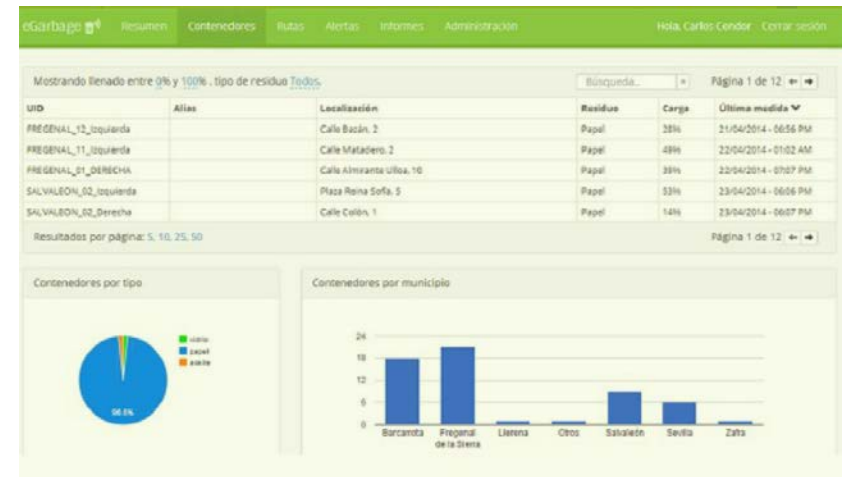 eGarbage Resumen Contenedores Rutas Alertas Informes Administración Hola, Carlos Condor Cerrar sesión
Mostrando llenado entre 0% y 100% . tipo de residuo Todos. Búsqueda... Página 1 de 12
UID Alias Localización Residuo Carga Última medida
FREGENAL_12_Izquierda Calle Bazán, 2 Papel 28% 21/04/2014 - 06:56 PM
FREGENAL_11_Izquierda Calle Matadero, 2 Papel 49% 22/04/2014 - 01:02 AM
FREGENAL_01_DERECHA Calle Almirante Ulloa, 16 Papel 39% 22/04/2014 - 07:07 PM
SALVALEON_02_Izquierda Plaza Reina Sofía, 5 Papel 53% 23/04/2014 - 06:06 PM
SALVALEON_02_Derecha Calle Colón, 1 Papel 14% 23/04/2014 - 06:07 PM
Resultados por página: 5, 10, 25, 50 Página 1 de 12
Contenedores por tipo
vidrio
papel
aceite
96.6%
Contenedores por municipio
24
18
12
6
0
Barcarrota Fregenal de la Sierra Llerena Otros Salvaleón Sevilla Zafra